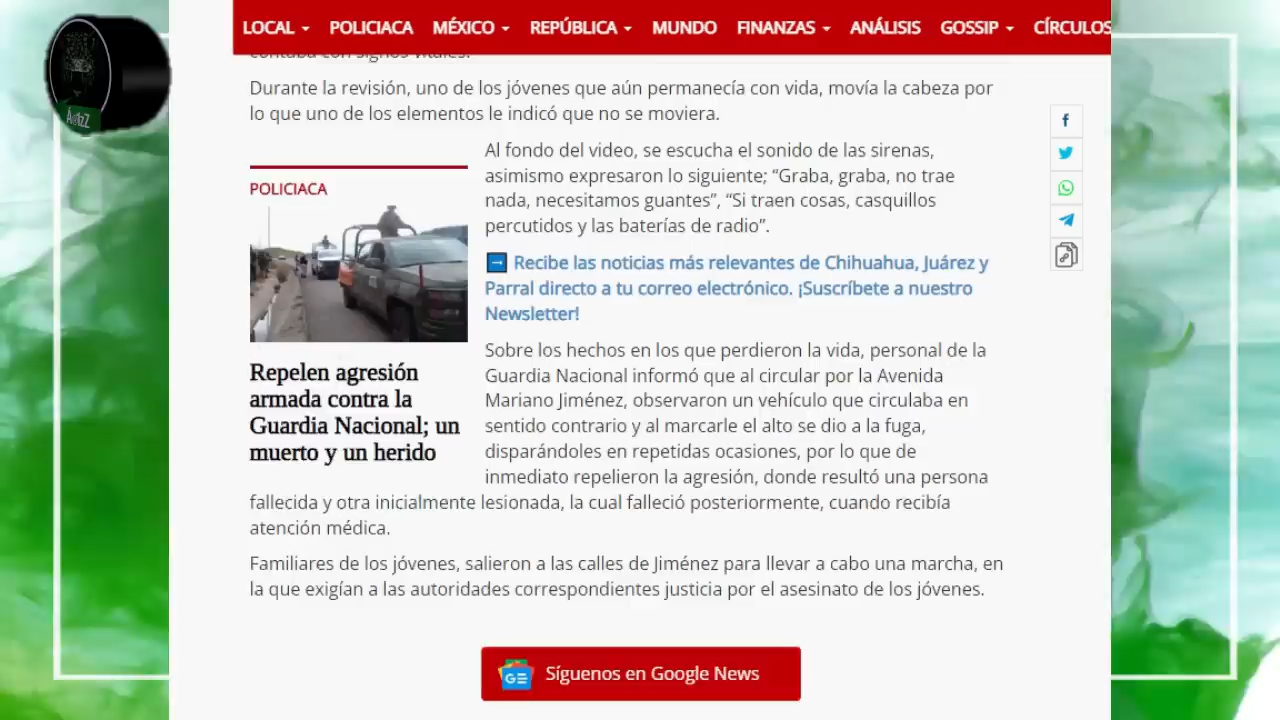 LOCAL POLICIACA MÉXICO REPÚBLICA MUNDO FINANZAS ANÁLISIS GOSSIP CÍRCULOS
contaba con signos vitales.
Durante la revisión, uno de los jóvenes que aún permanecía con vida, movía la cabeza por
lo que uno de los elementos le indicó que no se moviera.
Al fondo del video, se escucha el sonido de las sirenas,
asimismo expresaron lo siguiente; “Graba, graba, no trae
nada, necesitamos guantes”, “Si traen cosas, casquillos
percutidos y las baterías de radio”.
POLICIACA
Repelen agresión
armada contra la
Guardia Nacional; un
muerto y un herido
Recibe las noticias más relevantes de Chihuahua, Juárez y
Parral directo a tu correo electrónico. ¡Suscríbete a nuestro
Newsletter!
Sobre los hechos en los que perdieron la vida, personal de la
Guardia Nacional informó que al circular por la Avenida
Mariano Jiménez, observaron un vehículo que circulaba en
sentido contrario y al marcarle el alto se dio a la fuga,
disparándoles en repetidas ocasiones, por lo que de
inmediato repelieron la agresión, donde resultó una persona
fallecida y otra inicialmente lesionada, la cual falleció posteriormente, cuando recibía
atención médica.
Familiares de los jóvenes, salieron a las calles de Jiménez para llevar a cabo una marcha, en
la que exigían a las autoridades correspondientes justicia por el asesinato de los jóvenes.
Síguenos en Google News